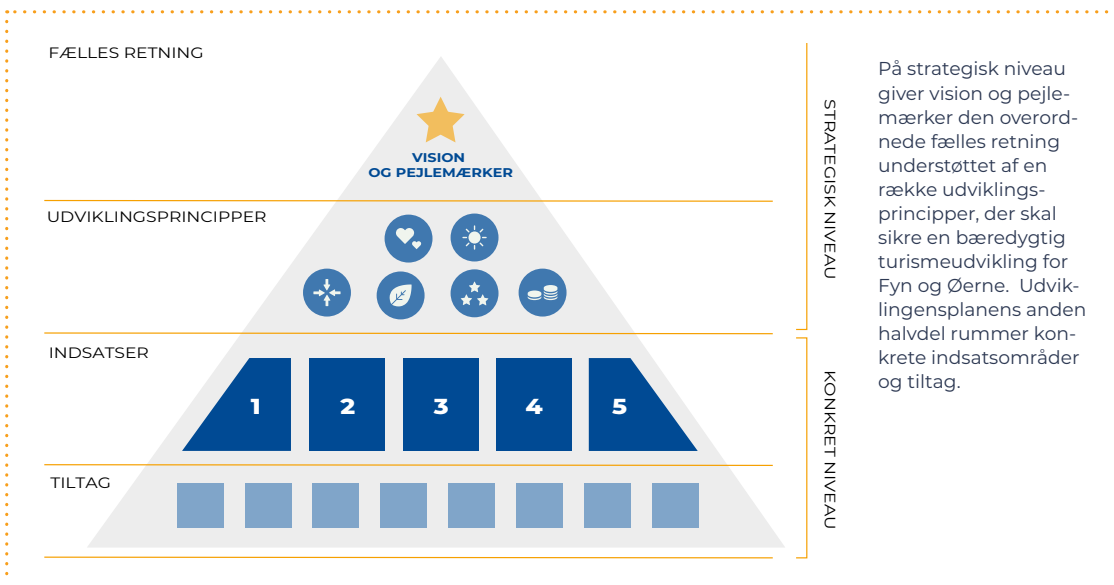 FÆLLES RETNING
VISION
OG PEJLEMÆRKER
UDVIKLINGSPRINCIPPER
INDSATSER
1 2 3 4 5
TILTAG
STRATEGISK NIVEAU
KONKRET NIVEAU
På strategisk niveau
giver vision og pejle-
mærker den overord-
nede fælles retning
understøttet af en
række udviklings-
principper, der skal
sikre en bæredygtig
turismeudvikling for
Fyn og Øerne. Udvik-
lingensplanens anden
halvdel rummer kon-
krete indsatsområder
og tiltag.